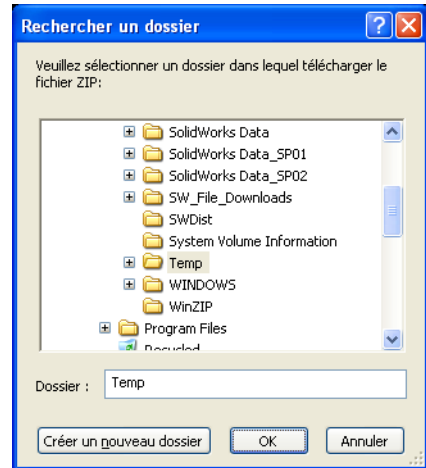 Rechercher un dossier
Veuillez sélectionner un dossier dans lequel télécharger le
fichier ZIP:
SolidWorks Data
SolidWorks Data_SP01
SolidWorks Data_SP02
SW_File_Downloads
SWDist
System Volume Information
Temp
WINDOWS
WinZIP
Program Files
Recycled
Dossier : Temp
Créer un nouveau dossier OK Annuler